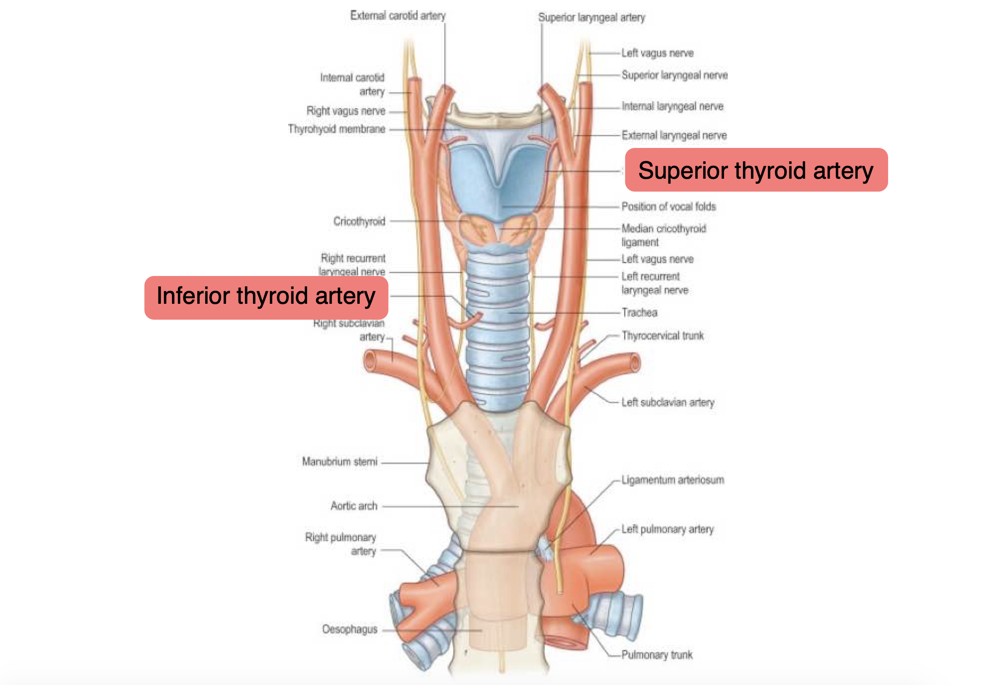 External carotid artery
Superior laryngeal artery
Left vagus nerve
Superior laryngeal nerve
Internal carotid
artery
Internal laryngeal nerve
Right vagus nerve
Thyrohyoid membrane
External laryngeal nerve
Superior thyroid artery
Position of vocal folds
Cricothyroid
Median cricothyroid
ligament
Right recurrent
laryngeal nerve
Left vagus nerve
Left recurrent
laryngeal nerve
Inferior thyroid artery
Trachea
Right subclavian
artery
Thyrocervical trunk
Left subclavian artery
Manubrium sterni
Ligamentum arteriosum
Aortic arch
Left pulmonary artery
Right pulmonary
artery
Oesophagus
Pulmonary trunk